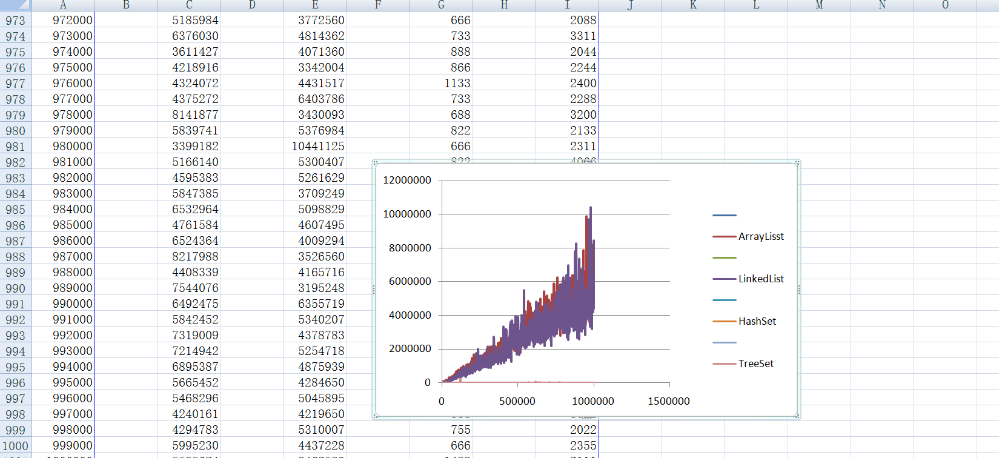 A B C D E F G H I J K L M N O
973 972000 5185984 3772560 666 2088
974 973000 6376030 4814362 733 3311
975 974000 3611427 4071360 888 2044
976 975000 4218916 3342004 866 2244
977 976000 4324072 4431517 1133 2400
978 977000 4375272 6403786 733 2288
979 978000 8141877 3430093 688 3200
980 979000 5839741 5376984 822 2133
981 980000 3399182 10441125 666 2311
982 981000 5166140 5300407 822 4066
983 982000 4595383 5261629
984 983000 5847385 3709249
985 984000 6532964 5098829
986 985000 4761584 4607495
987 986000 6524364 4009294
988 987000 8217988 3526560
989 988000 4408339 4165716
990 989000 7544076 3195248
991 990000 6492475 6355719
992 991000 5842452 5340207
993 992000 7319009 4378783
994 993000 7214942 5254718
995 994000 6895387 4875939
996 995000 5665452 4284650
997 996000 5468296 5045895
998 997000 4240161 4219650
999 998000 4294783 5310007 755 2022
1000 999000 5995230 4437228 666 2355
12000000
10000000
8000000
6000000
4000000
2000000
0
0 500000 1000000 1500000
ArrayLisst
LinkedList
HashSet
TreeSet